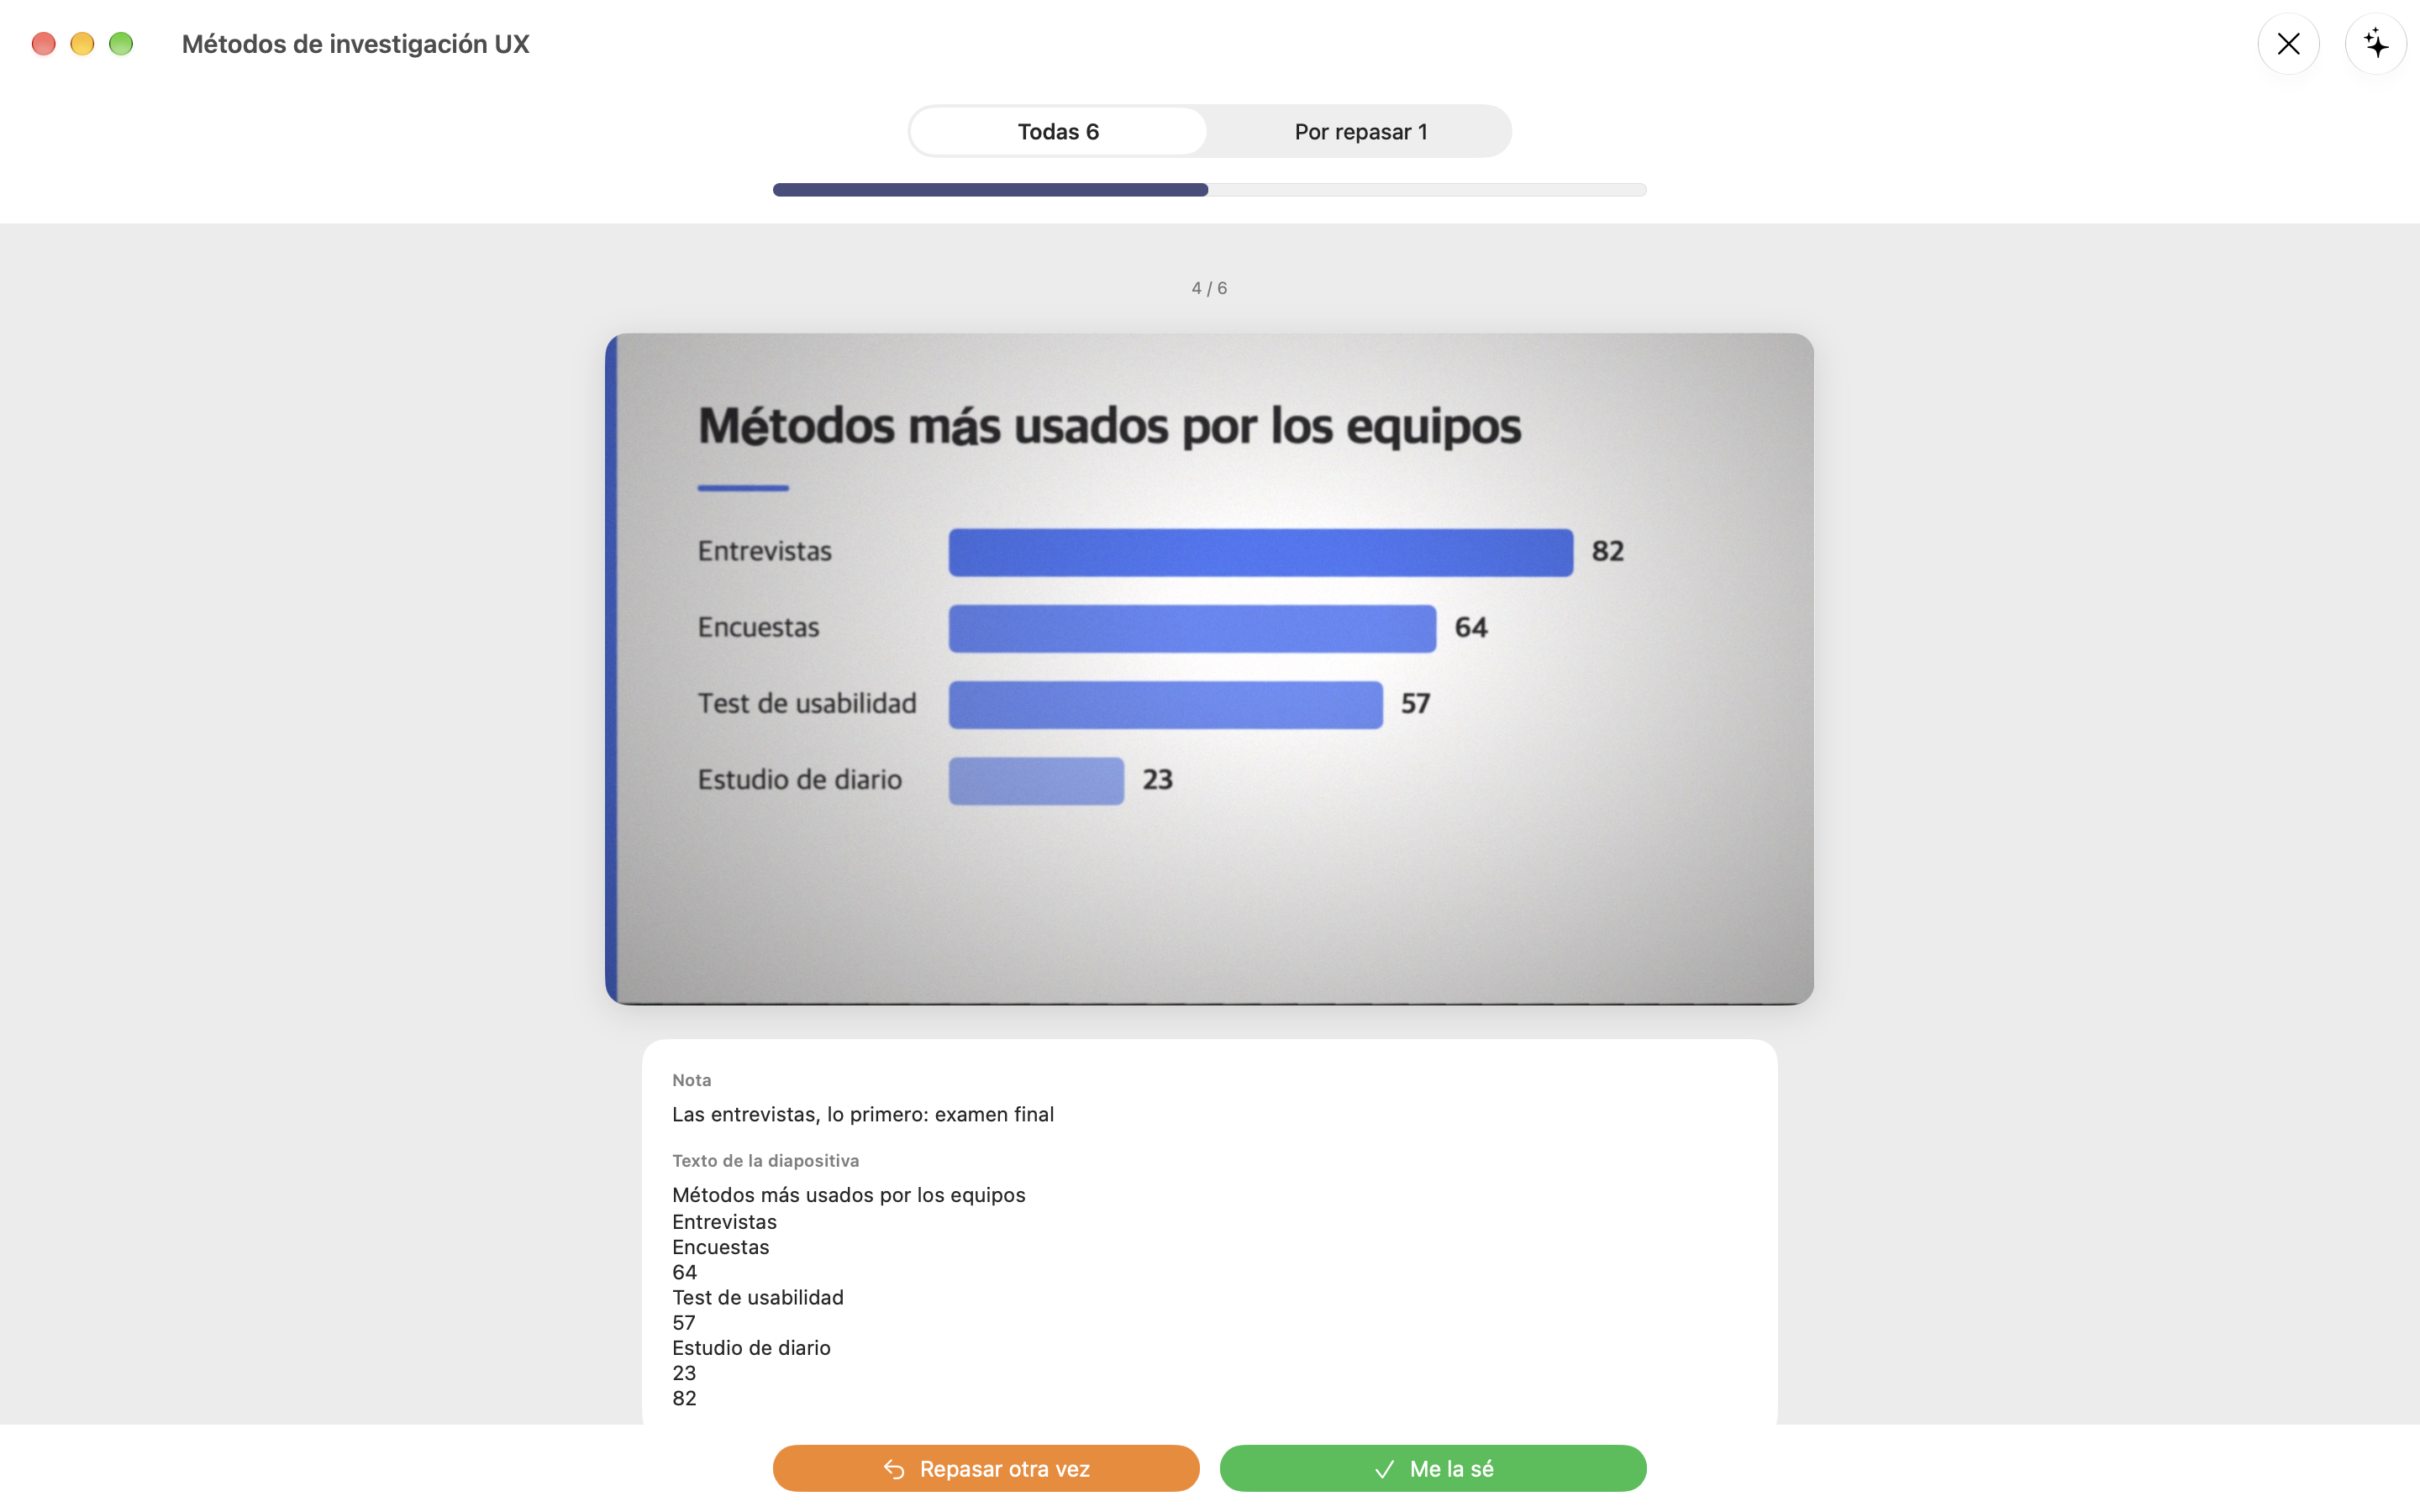 Métodos de investigación UX
Todas 6
Por repasar 1
4 / 6
Métodos más usados por los equipos
Entrevistas 82
Encuestas 64
Test de usabilidad 57
Estudio de diario 23
Nota
Las entrevistas, lo primero: examen final
Texto de la diapositiva
Métodos más usados por los equipos
Entrevistas
Encuestas
64
Test de usabilidad
57
Estudio de diario
23
82
Repasar otra vez
Me la sé